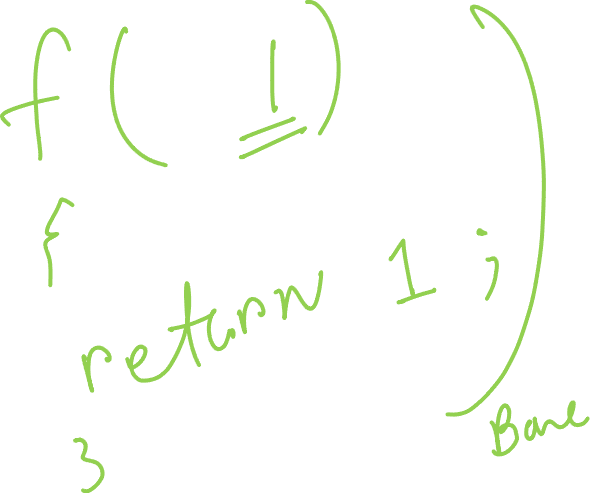 f( 1 )
{
return 1;
}
Base